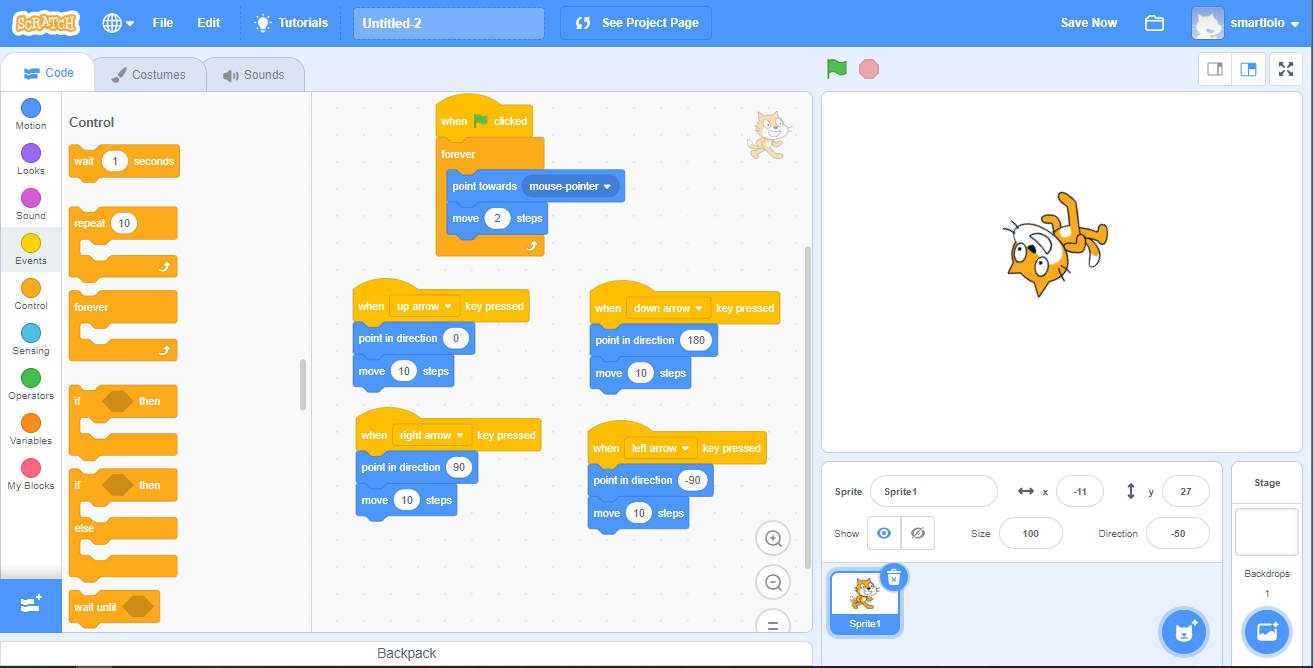 SCRATCH File Edit Tutorials Untitled-2 See Project Page Save Now smartlolo
Code Costumes Sounds
Motion
Looks
Sound
Events
Control
Sensing
Operators
Variables
My Blocks
Control
wait 1 seconds
repeat 10
forever
if then
if then
else
wait until
when clicked
forever
point towards mouse-pointer
move 2 steps
when up arrow key pressed
point in direction 0
move 10 steps
when down arrow key pressed
point in direction 180
move 10 steps
when right arrow key pressed
point in direction 90
move 10 steps
when left arrow key pressed
point in direction -90
move 10 steps
Backpack
Sprite Sprite1 x -11 y 27
Show Size 100 Direction -50
Sprite1
Stage
Backdrops
1